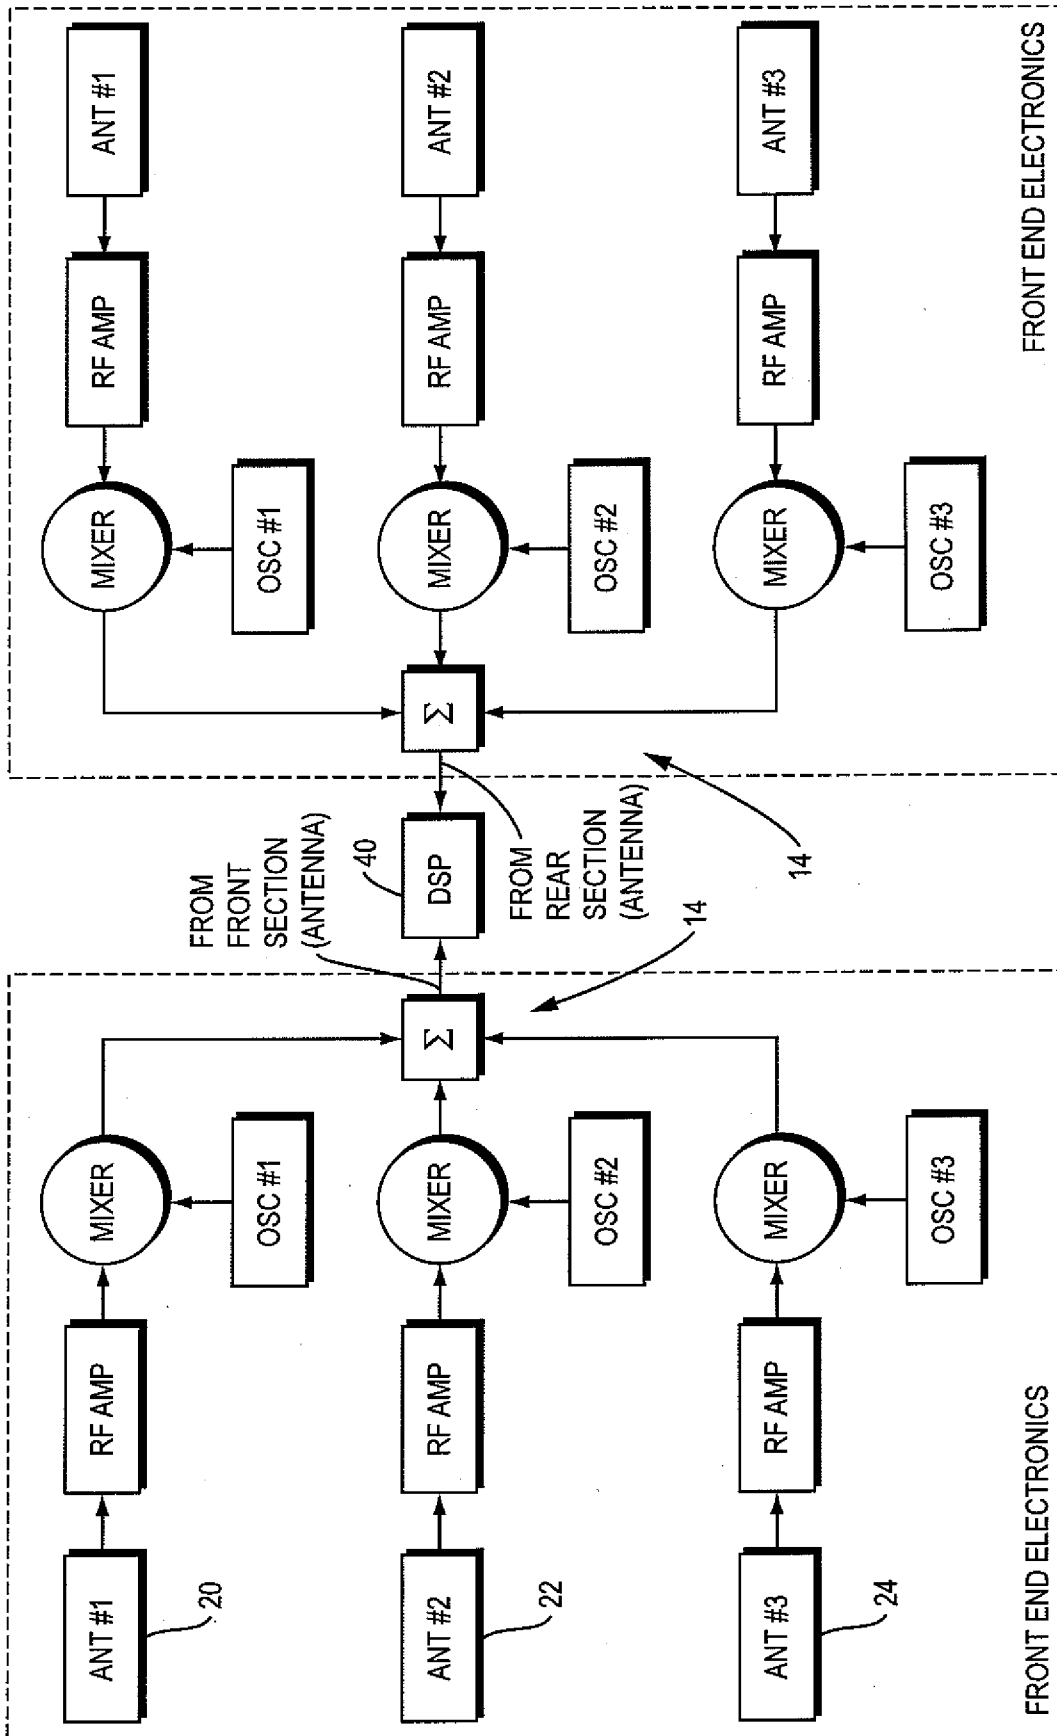 ANT #1
RF AMP
MIXER
OSC #1
20
ANT #2
RF AMP
MIXER
OSC #2
22
ANT #3
RF AMP
MIXER
OSC #3
24
Σ
14
FRONT END ELECTRONICS
FROM
FRONT
SECTION
(ANTENNA)
40
DSP
FROM
REAR
SECTION
(ANTENNA)
Σ
14
MIXER
RF AMP
ANT #1
OSC #1
MIXER
RF AMP
ANT #2
OSC #2
MIXER
RF AMP
ANT #3
OSC #3
FRONT END ELECTRONICS